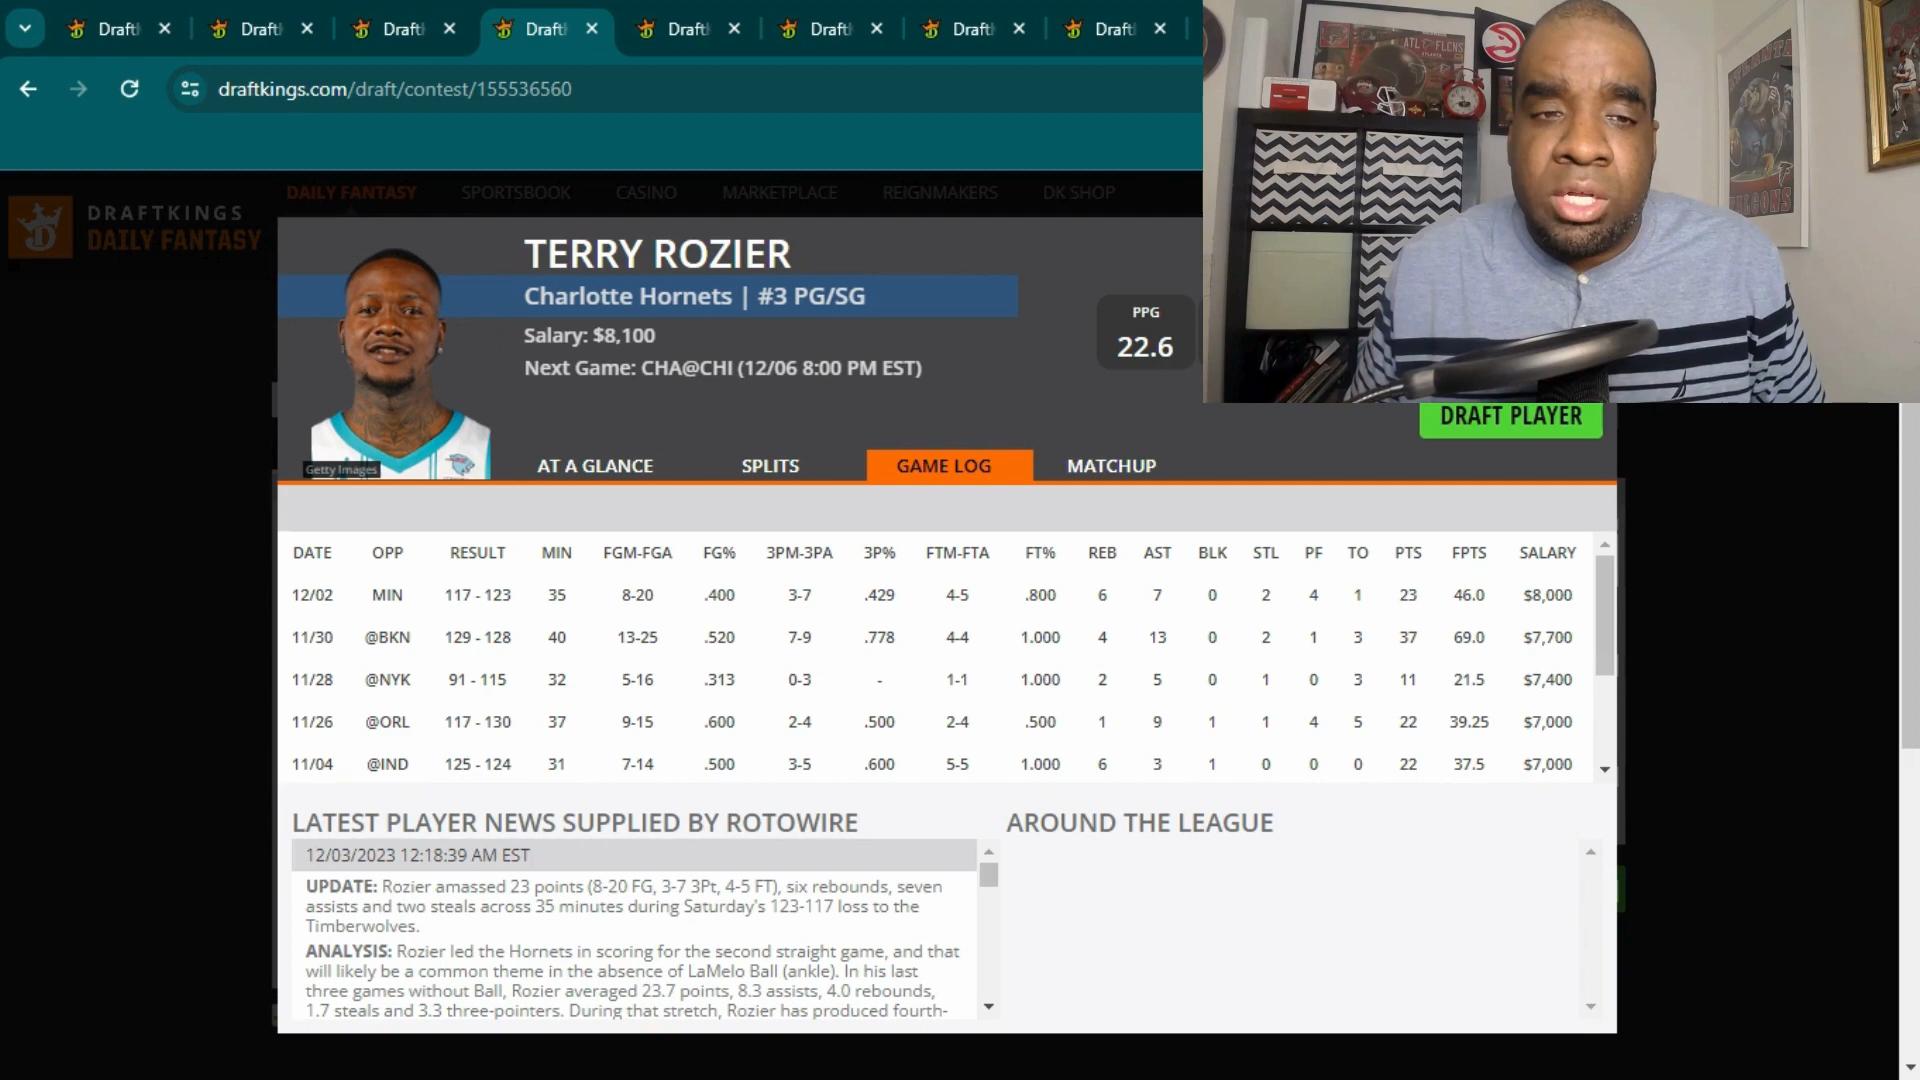 Draft Draft Draft Draft Draft Draft Draft Draft
draftkings.com/draft/contest/155536560
DAILY FANTASY SPORTSBOOK CASINO MARKETPLACE REIGNMAKERS DK SHOP
DRAFTKINGS
DAILY FANTASY
TERRY ROZIER
Charlotte Hornets | #3 PG/SG
Salary: $8,100
Next Game: CHA@CHI (12/06 8:00 PM EST)
PPG
22.6
ATL FLCNS
FALCONS
DRAFT PLAYER
Getty Images
AT A GLANCE SPLITS GAME LOG MATCHUP
DATE OPP RESULT MIN FGM-FGA FG% 3PM-3PA 3P% FTM-FTA FT% REB AST BLK STL PF TO PTS FPTS SALARY
12/02 MIN 117 - 123 35 8-20 .400 3-7 .429 4-5 .800 6 7 0 2 4 1 23 46.0 $8,000
11/30 @BKN 129 - 128 40 13-25 .520 7-9 .778 4-4 1.000 4 13 0 2 1 3 37 69.0 $7,700
11/28 @NYK 91 - 115 32 5-16 .313 0-3 - 1-1 1.000 2 5 0 1 0 3 11 21.5 $7,400
11/26 @ORL 117 - 130 37 9-15 .600 2-4 .500 2-4 .500 1 9 1 1 4 5 22 39.25 $7,000
11/04 @IND 125 - 124 31 7-14 .500 3-5 .600 5-5 1.000 6 3 1 0 0 0 22 37.5 $7,000
LATEST PLAYER NEWS SUPPLIED BY ROTOWIRE
12/03/2023 12:18:39 AM EST
UPDATE: Rozier amassed 23 points (8-20 FG, 3-7 3Pt, 4-5 FT), six rebounds, seven
assists and two steals across 35 minutes during Saturday's 123-117 loss to the
Timberwolves.
ANALYSIS: Rozier led the Hornets in scoring for the second straight game, and that
will likely be a common theme in the absence of LaMelo Ball (ankle). In his last
three games without Ball, Rozier averaged 23.7 points, 8.3 assists, 4.0 rebounds,
1.7 steals and 3.3 three-pointers. During that stretch, Rozier has produced fourth-
AROUND THE LEAGUE